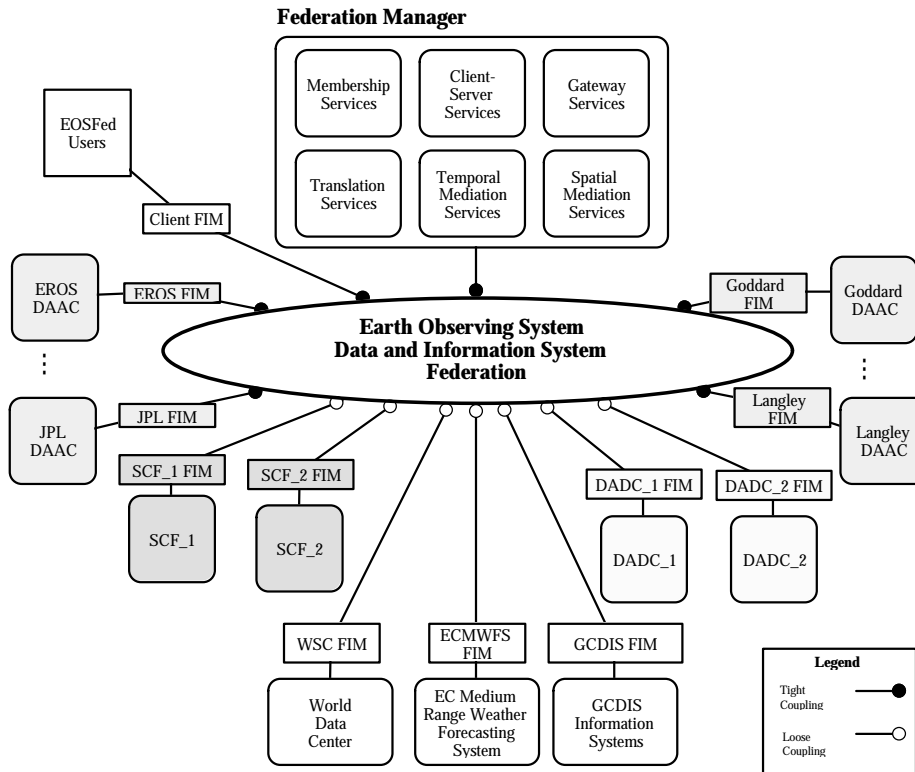 Federation Manager
Membership
Services
Client-
Server
Services
Gateway
Services
Translation
Services
Temporal
Mediation
Services
Spatial
Mediation
Services
EOSFed
Users
Client FIM
EROS
DAAC
EROS FIM
Goddard
FIM
Goddard
DAAC
Earth Observing System
Data and Information System
Federation
JPL
DAAC
JPL FIM
Langley
FIM
Langley
DAAC
SCF_1 FIM
SCF_2 FIM
DADC_1 FIM
DADC_2 FIM
SCF_1
SCF_2
DADC_1
DADC_2
WSC FIM
ECMWFS
FIM
GCDIS FIM
World
Data
Center
EC Medium
Range Weather
Forecasting
System
GCDIS
Information
Systems
Legend
Tight
Coupling
Loose
Coupling